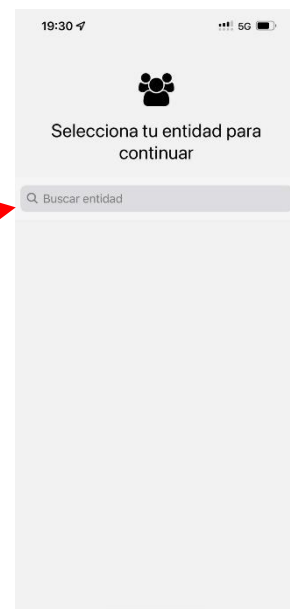 19:30
5G
Selecciona tu entidad para
continuar
Buscar entidad